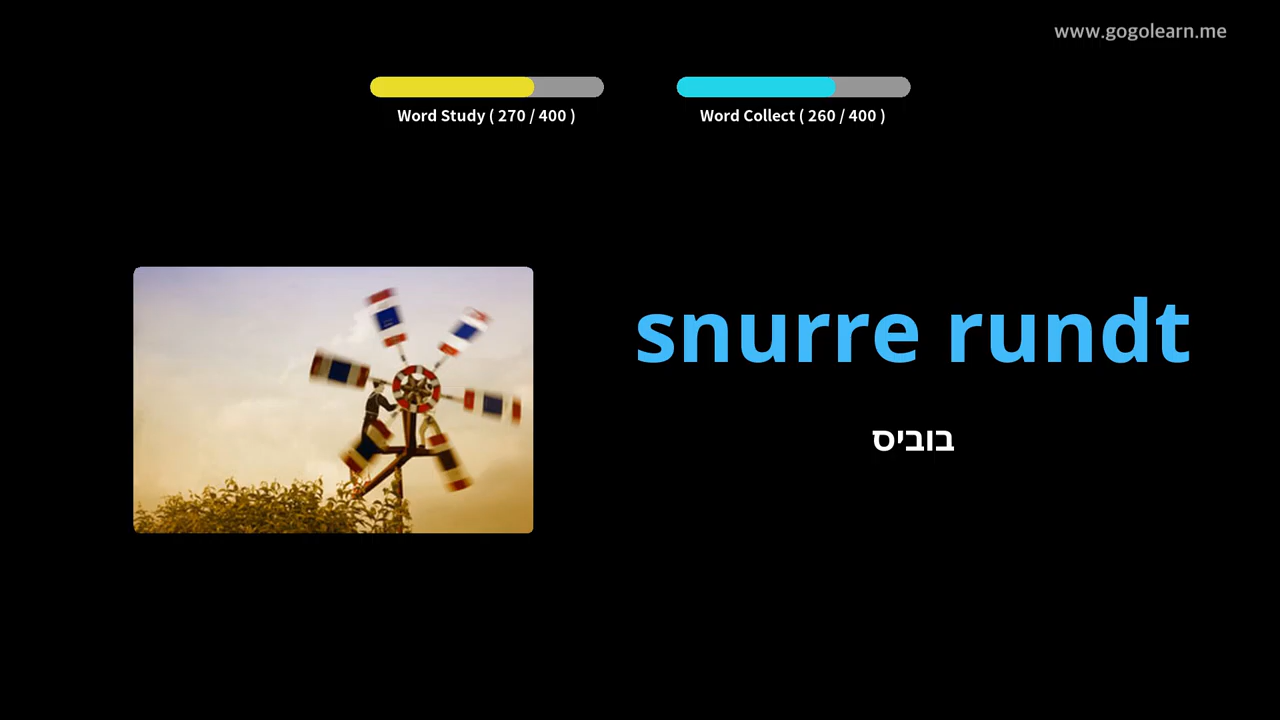 www.gogolearn.me
Word Study ( 270 / 400 )
Word Collect ( 260 / 400 )
snurre rundt
בוביס